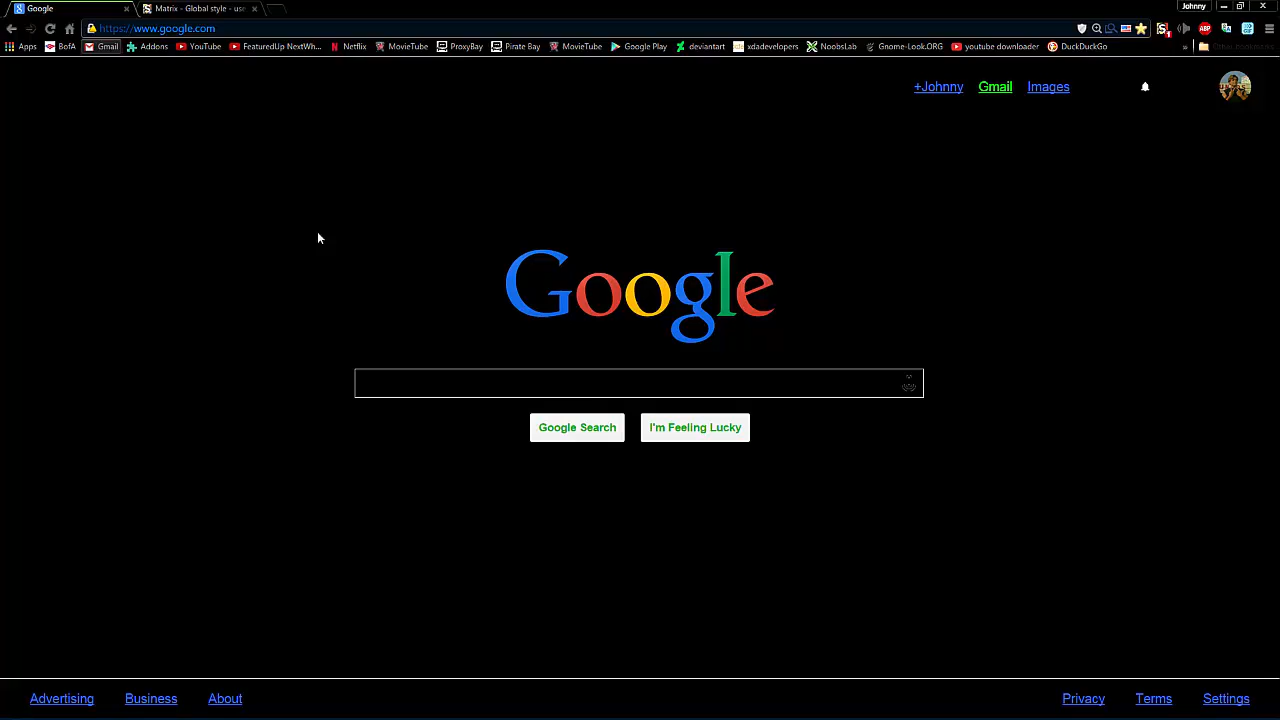 Google Matrix - Global style - use Johnny
https://www.google.com
Apps BofA Gmail Addons YouTube FeaturedUp NextWh... Netflix MovieTube ProxyBay Pirate Bay MovieTube Google Play deviantart xdadevelopers NoobsLab Gnome-Look.ORG youtube downloader DuckDuckGo » Other bookmarks
+Johnny Gmail Images
Google
Google Search I'm Feeling Lucky
Advertising Business About Privacy Terms Settings